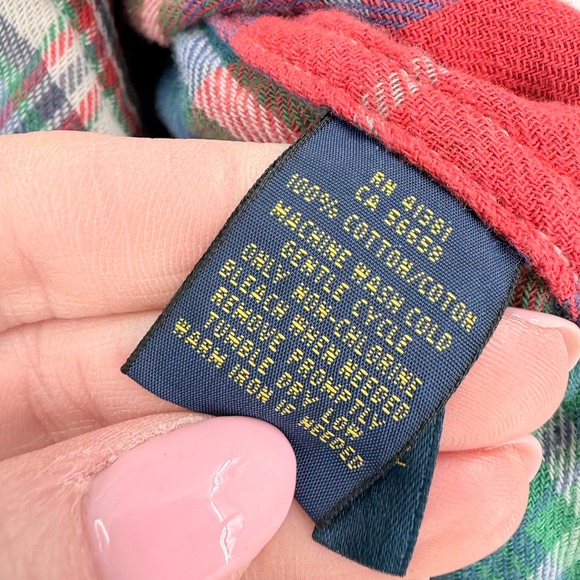 RN 41381
CA 56668
100% COTTON/COTON
MACHINE WASH COLD
GENTLE CYCLE
ONLY NON CHLORINE
BLEACH WHEN NEEDED
REMOVE PROMPTLY
TUMBLE DRY LOW
WARM IRON IF NEEDED